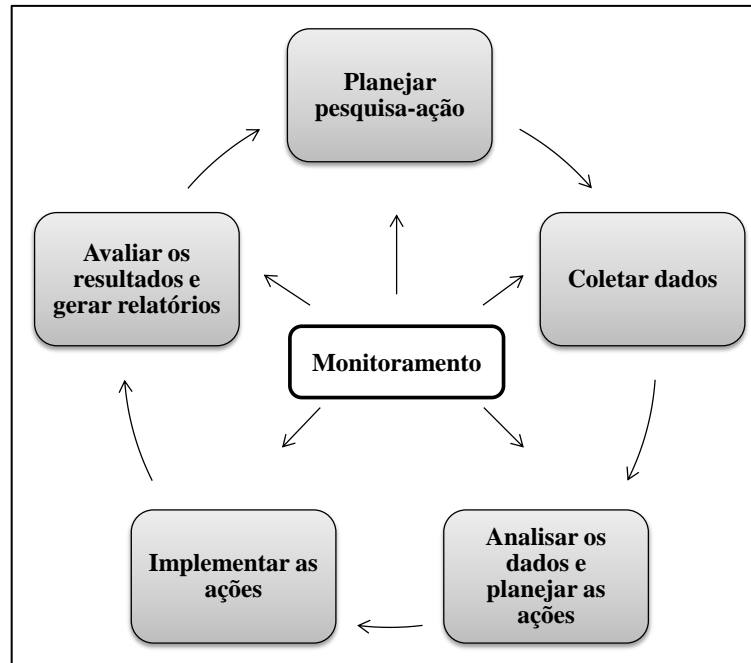 Planejar
pesquisa-ação
Coletar dados
Analisar os
dados e
planejar as
ações
Implementar as
ações
Avaliar os
resultados e
gerar relatórios
Monitoramento